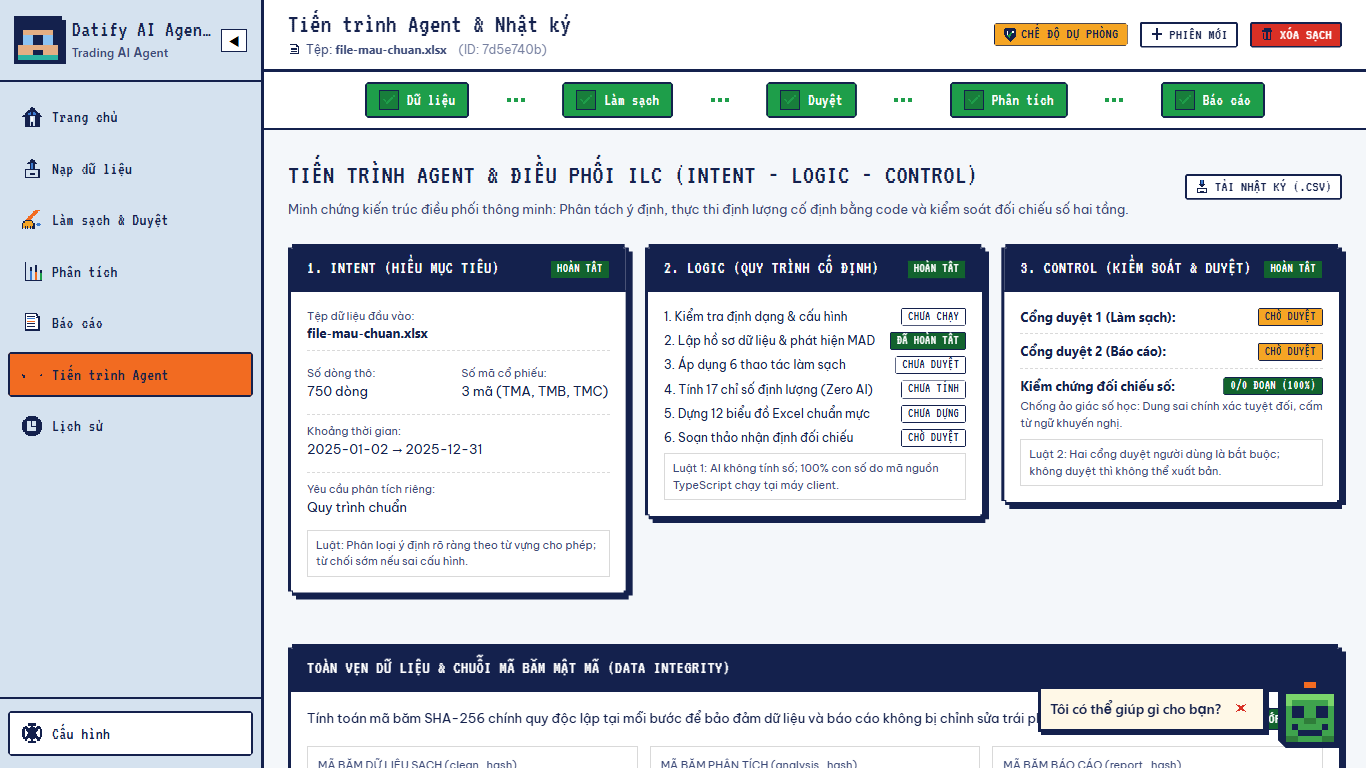 Datify AI Agen...
Trading AI Agent
Trang chủ
Nạp dữ liệu
Làm sạch & Duyệt
Phân tích
Báo cáo
Tiến trình Agent
Lịch sử
Cấu hình
Tiến trình Agent & Nhật ký
Tệp: file-mau-chuan.xlsx (ID: 7d5e740b)
CHẾ ĐỘ DỰ PHÒNG
PHIÊN MỚI
XÓA SẠCH
Dữ liệu
Làm sạch
Duyệt
Phân tích
Báo cáo
TIẾN TRÌNH AGENT & ĐIỀU PHỐI ILC (INTENT - LOGIC - CONTROL)
Minh chứng kiến trúc điều phối thông minh: Phân tách ý định, thực thi định lượng cố định bằng code và kiểm soát đối chiếu số hai tầng.
TẢI NHẬT KÝ (.CSV)
1. INTENT (HIỂU MỤC TIÊU) HOÀN TẤT
Tệp dữ liệu đầu vào:
file-mau-chuan.xlsx
Số dòng thô: Số mã cổ phiếu:
750 dòng 3 mã (TMA, TMB, TMC)
Khoảng thời gian:
2025-01-02 → 2025-12-31
Yêu cầu phân tích riêng:
Quy trình chuẩn
Luật: Phân loại ý định rõ ràng theo từ vựng cho phép;
từ chối sớm nếu sai cấu hình.
2. LOGIC (QUY TRÌNH CỐ ĐỊNH) HOÀN TẤT
1. Kiểm tra định dạng & cấu hình CHƯA CHẠY
2. Lập hồ sơ dữ liệu & phát hiện MAD ĐÃ HOÀN TẤT
3. Áp dụng 6 thao tác làm sạch CHƯA DUYỆT
4. Tính 17 chỉ số định lượng (Zero AI) CHƯA TÍNH
5. Dựng 12 biểu đồ Excel chuẩn mực CHƯA DỰNG
6. Soạn thảo nhận định đối chiếu CHỜ DUYỆT
Luật 1: AI không tính số; 100% con số do mã nguồn
TypeScript chạy tại máy client.
3. CONTROL (KIỂM SOÁT & DUYỆT) HOÀN TẤT
Cổng duyệt 1 (Làm sạch): CHỜ DUYỆT
Cổng duyệt 2 (Báo cáo): CHỜ DUYỆT
Kiểm chứng đối chiếu số: 0/0 ĐOẠN (100%)
Chống ảo giác số học: Dung sai chính xác tuyệt đối, cấm
từ ngữ khuyến nghị.
Luật 2: Hai cổng duyệt người dùng là bắt buộc;
không duyệt thì không thể xuất bản.
TOÀN VẸN DỮ LIỆU & CHUỖI MÃ BĂM MẬT MÃ (DATA INTEGRITY)
Tính toán mã băm SHA-256 chính quy độc lập tại mỗi bước để bảo đảm dữ liệu và báo cáo không bị chỉnh sửa trái
Tôi có thể giúp gì cho bạn?
MÃ BĂM DỮ LIỆU SẠCH (clean_hash)
MÃ BĂM PHÂN TÍCH (analysis_hash)
MÃ BĂM BÁO CÁO (report_hash)